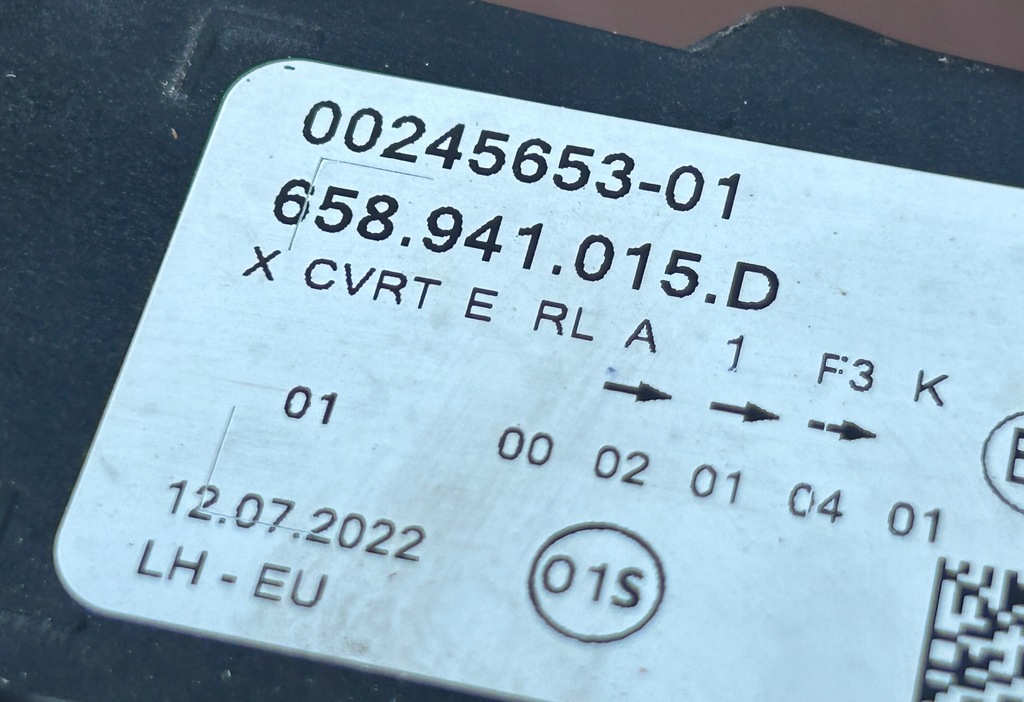 00245653-01
658.941.015.D
X CVRT E RL A 1 F3 K
01
00 02 01 04 01
12.07.2022
LH - EU
01S